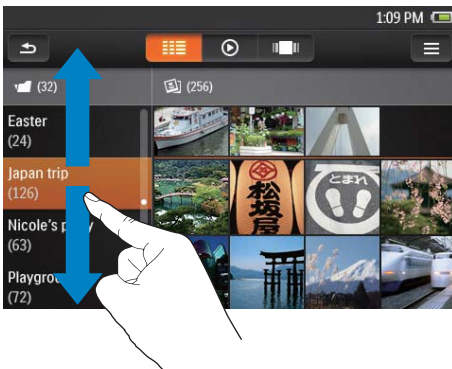 1:09 PM
(32)
(256)
Easter
(24)
Japan trip
(126)
Nicole's
(63)
(72)
松坂屋
とまれ